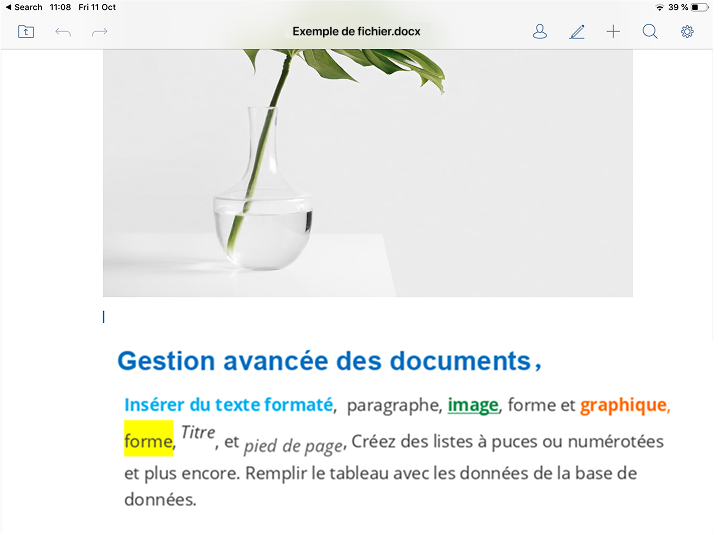 Search 11:08 Fri 11 Oct 39 %
Exemple de fichier.docx
Gestion avancée des documents,
Insérer du texte formaté, paragraphe, image, forme et graphique,
forme, Titre, et pied de page, Créez des listes à puces ou numérotées
et plus encore. Remplir le tableau avec les données de la base de
données.